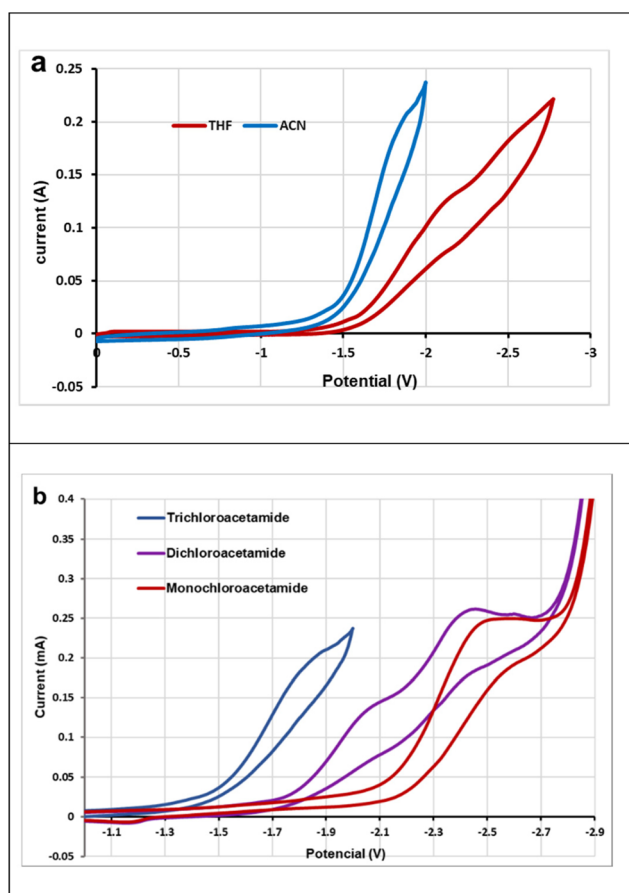 a
0.25
THF ACN
0.2
0.15
current (A)
0.1
0.05
0
0 -0.5 -1 -1.5 -2 -2.5 -3
Potential (V)
-0.05
b
0.4
Trichloroacetamide
0.35
Dichloroacetamide
0.3
Monochloroacetamide
0.25
0.2
Current (mA)
0.15
0.1
0.05
0
-1.1 -1.3 -1.5 -1.7 -1.9 -2.1 -2.3 -2.5 -2.7 -2.9
-0.05
Potencial (V)